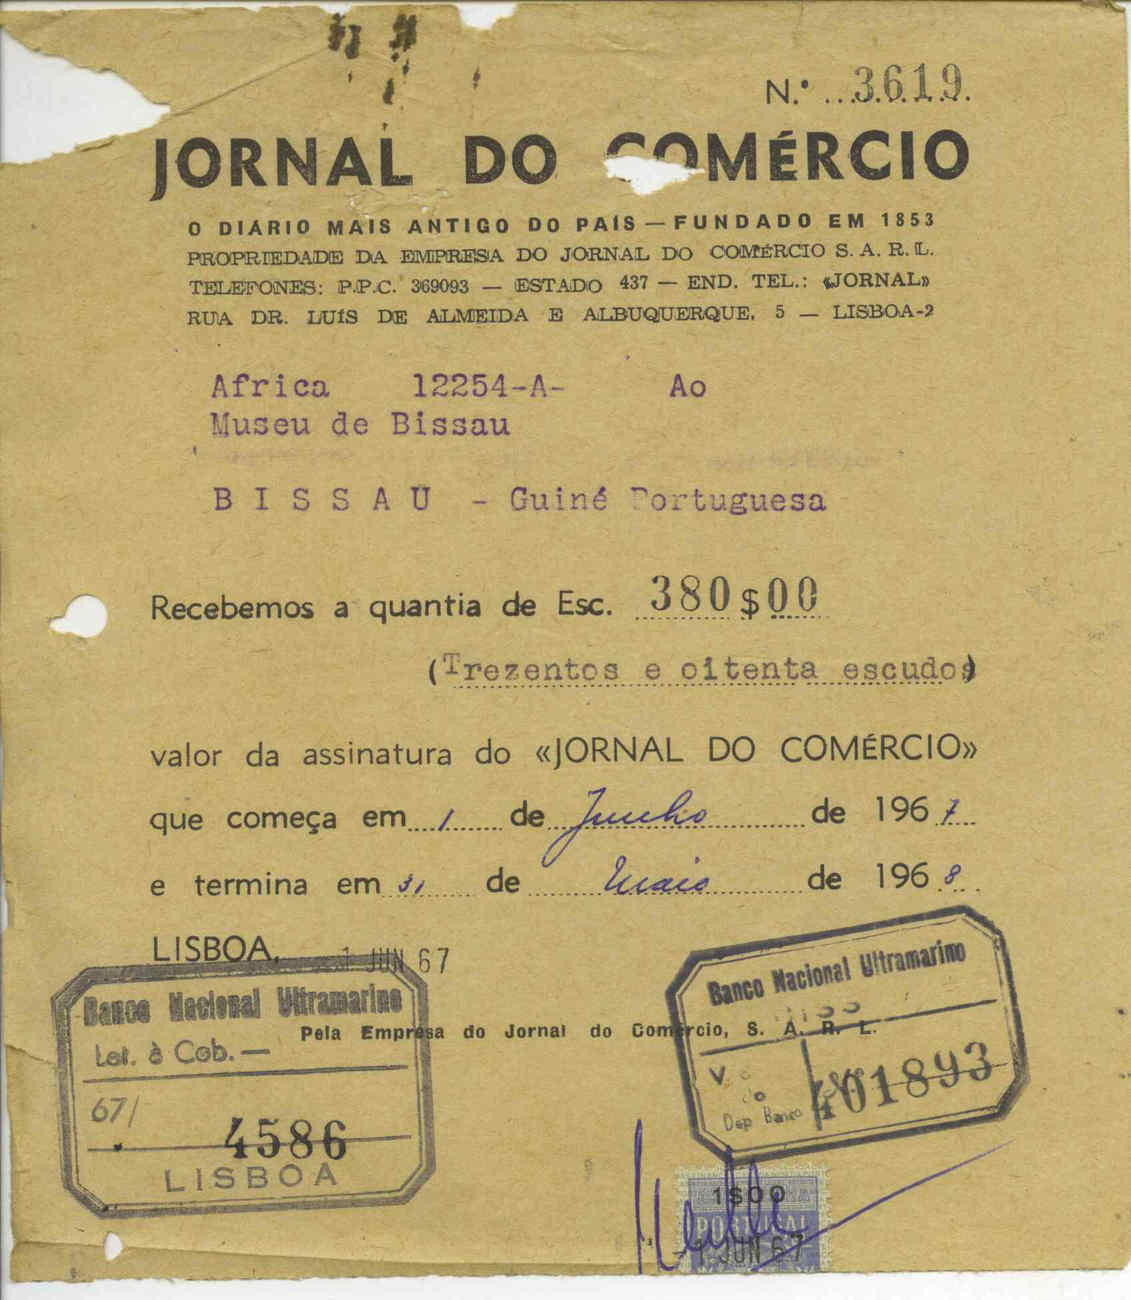 N.º 3619
JORNAL DO COMÉRCIO
O DIÁRIO MAIS ANTIGO DO PAÍS — FUNDADO EM 1853
PROPRIEDADE DA EMPRESA DO JORNAL DO COMÉRCIO S. A. R. L.
TELEFONES: P.P.C. 369093 — ESTADO 437 — END. TEL.: «JORNAL»
RUA DR. LUÍS DE ALMEIDA E ALBUQUERQUE, 5 — LISBOA-2
Africa 12254-A- Ao
Museu de Bissau
B I S S A U - Guiné Portuguesa
Recebemos a quantia de Esc. 380$00
(Trezentos e oitenta escudos)
valor da assinatura do «JORNAL DO COMÉRCIO»
que começa em 1 de Junho de 1967
e termina em 31 de Maio de 1968
LISBOA, 1 JUN 67
Pela Empresa do Jornal do Comércio, S. A. R. L.
Banco Nacional Ultramarino
Let. à Cob. —
67/
4586
LISBOA
Banco Nacional Ultramarino
Dep Banco
401893
1$00
PORTUGAL
-1 JUN 67